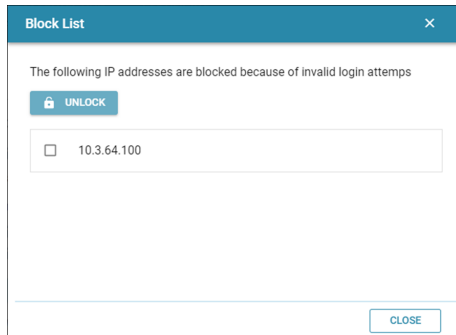 Block List
The following IP addresses are blocked because of invalid login attemps
UNLOCK
10.3.64.100
CLOSE